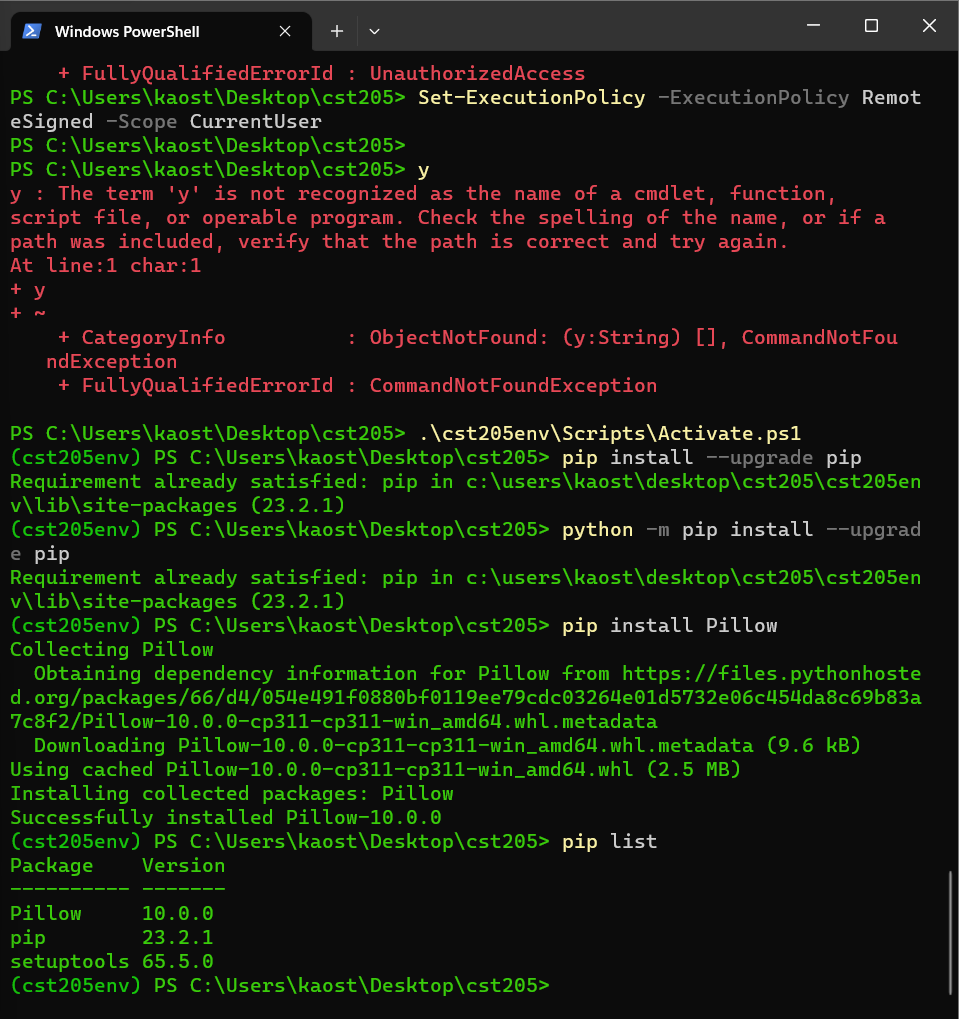 Windows PowerShell
    + FullyQualifiedErrorId : UnauthorizedAccess
PS C:\Users\kaost\Desktop\cst205> Set-ExecutionPolicy -ExecutionPolicy Remot
eSigned -Scope CurrentUser
PS C:\Users\kaost\Desktop\cst205>
PS C:\Users\kaost\Desktop\cst205> y
y : The term 'y' is not recognized as the name of a cmdlet, function,
script file, or operable program. Check the spelling of the name, or if a
path was included, verify that the path is correct and try again.
At line:1 char:1
+ y
+ ~
    + CategoryInfo          : ObjectNotFound: (y:String) [], CommandNotFou
   ndException
    + FullyQualifiedErrorId : CommandNotFoundException

PS C:\Users\kaost\Desktop\cst205> .\cst205env\Scripts\Activate.ps1
(cst205env) PS C:\Users\kaost\Desktop\cst205> pip install --upgrade pip
Requirement already satisfied: pip in c:\users\kaost\desktop\cst205\cst205en
v\lib\site-packages (23.2.1)
(cst205env) PS C:\Users\kaost\Desktop\cst205> python -m pip install --upgrad
e pip
Requirement already satisfied: pip in c:\users\kaost\desktop\cst205\cst205en
v\lib\site-packages (23.2.1)
(cst205env) PS C:\Users\kaost\Desktop\cst205> pip install Pillow
Collecting Pillow
  Obtaining dependency information for Pillow from https://files.pythonhoste
d.org/packages/66/d4/054e491f0880bf0119ee79cdc03264e01d5732e06c454da8c69b83a
7c8f2/Pillow-10.0.0-cp311-cp311-win_amd64.whl.metadata
  Downloading Pillow-10.0.0-cp311-cp311-win_amd64.whl.metadata (9.6 kB)
Using cached Pillow-10.0.0-cp311-cp311-win_amd64.whl (2.5 MB)
Installing collected packages: Pillow
Successfully installed Pillow-10.0.0
(cst205env) PS C:\Users\kaost\Desktop\cst205> pip list
Package    Version
---------- -------
Pillow     10.0.0
pip        23.2.1
setuptools 65.5.0
(cst205env) PS C:\Users\kaost\Desktop\cst205>